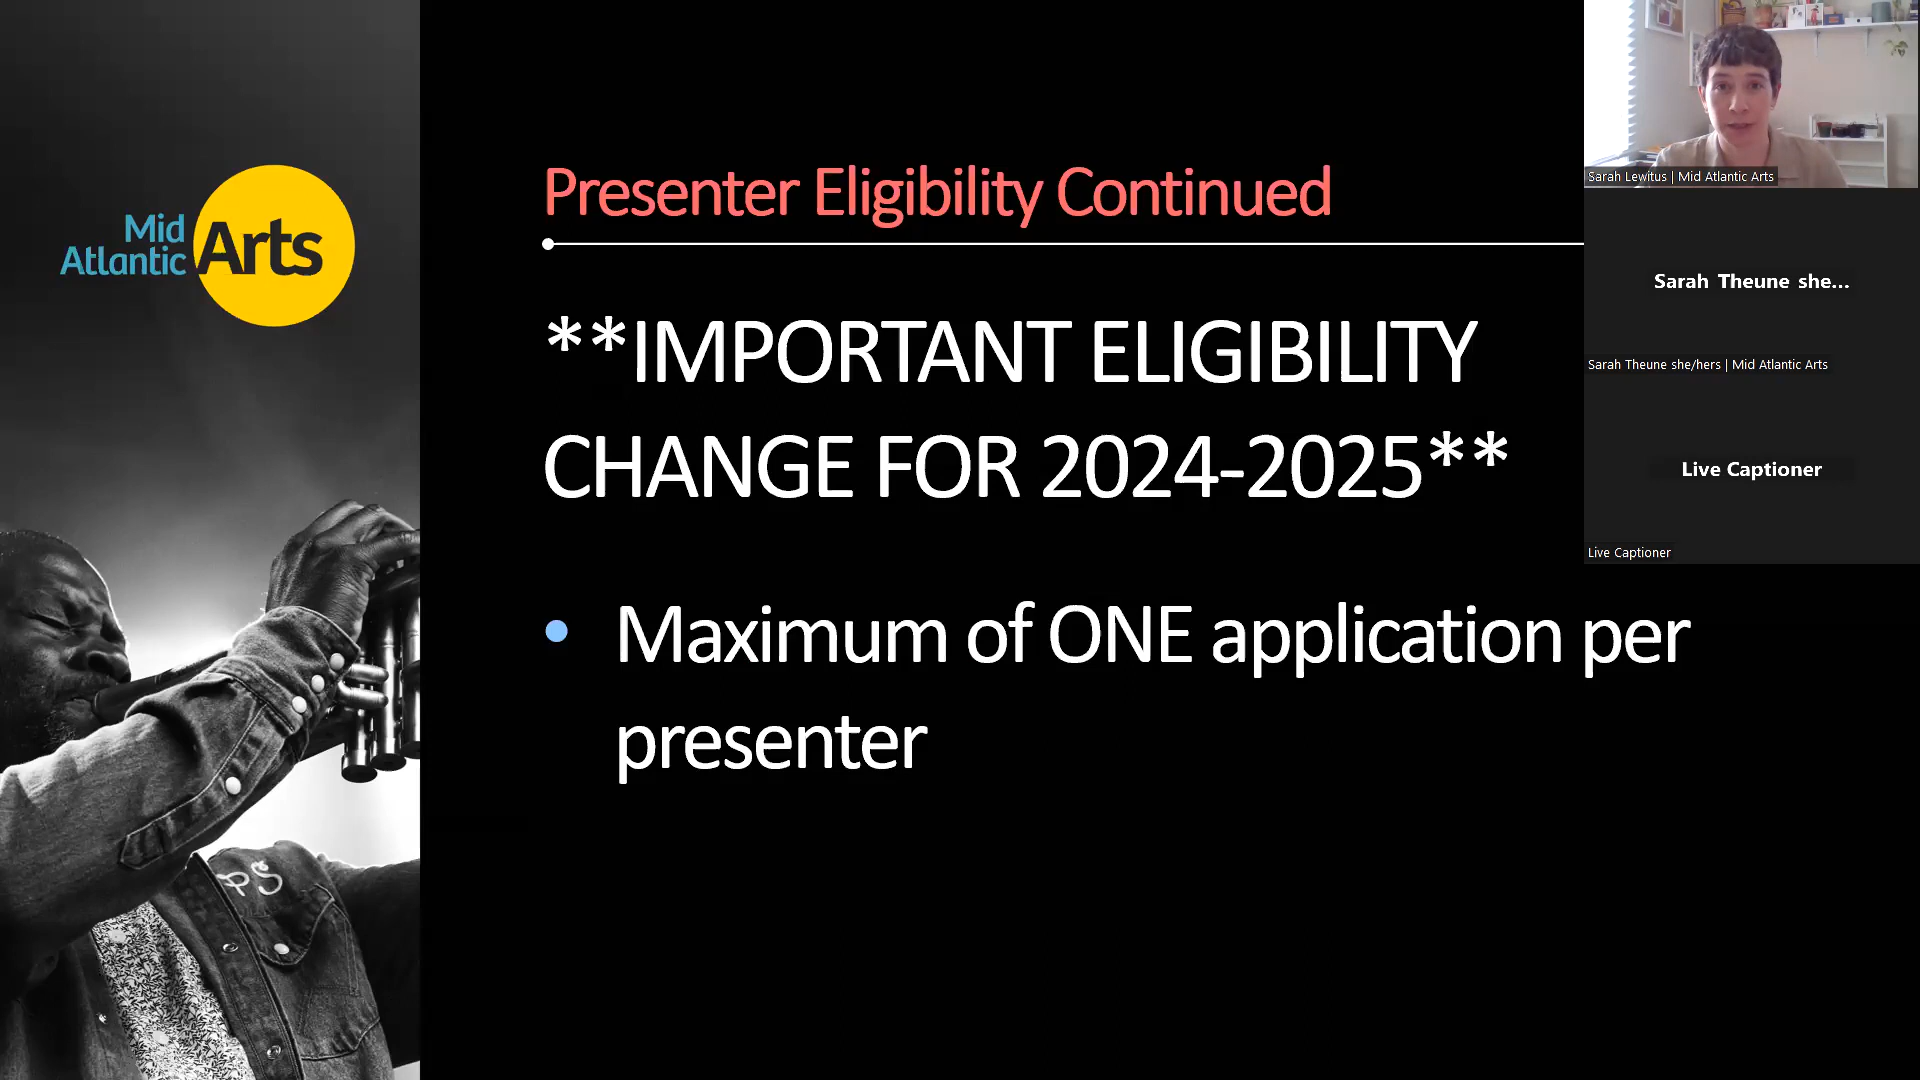 Mid
Atlantic
Arts
Presenter Eligibility Continued
**IMPORTANT ELIGIBILITY
CHANGE FOR 2024-2025**
• Maximum of ONE application per
presenter
Sarah Lewitus | Mid Atlantic Arts
Sarah Theune she...
Sarah Theune she/hers | Mid Atlantic Arts
Live Captioner
Live Captioner
PS